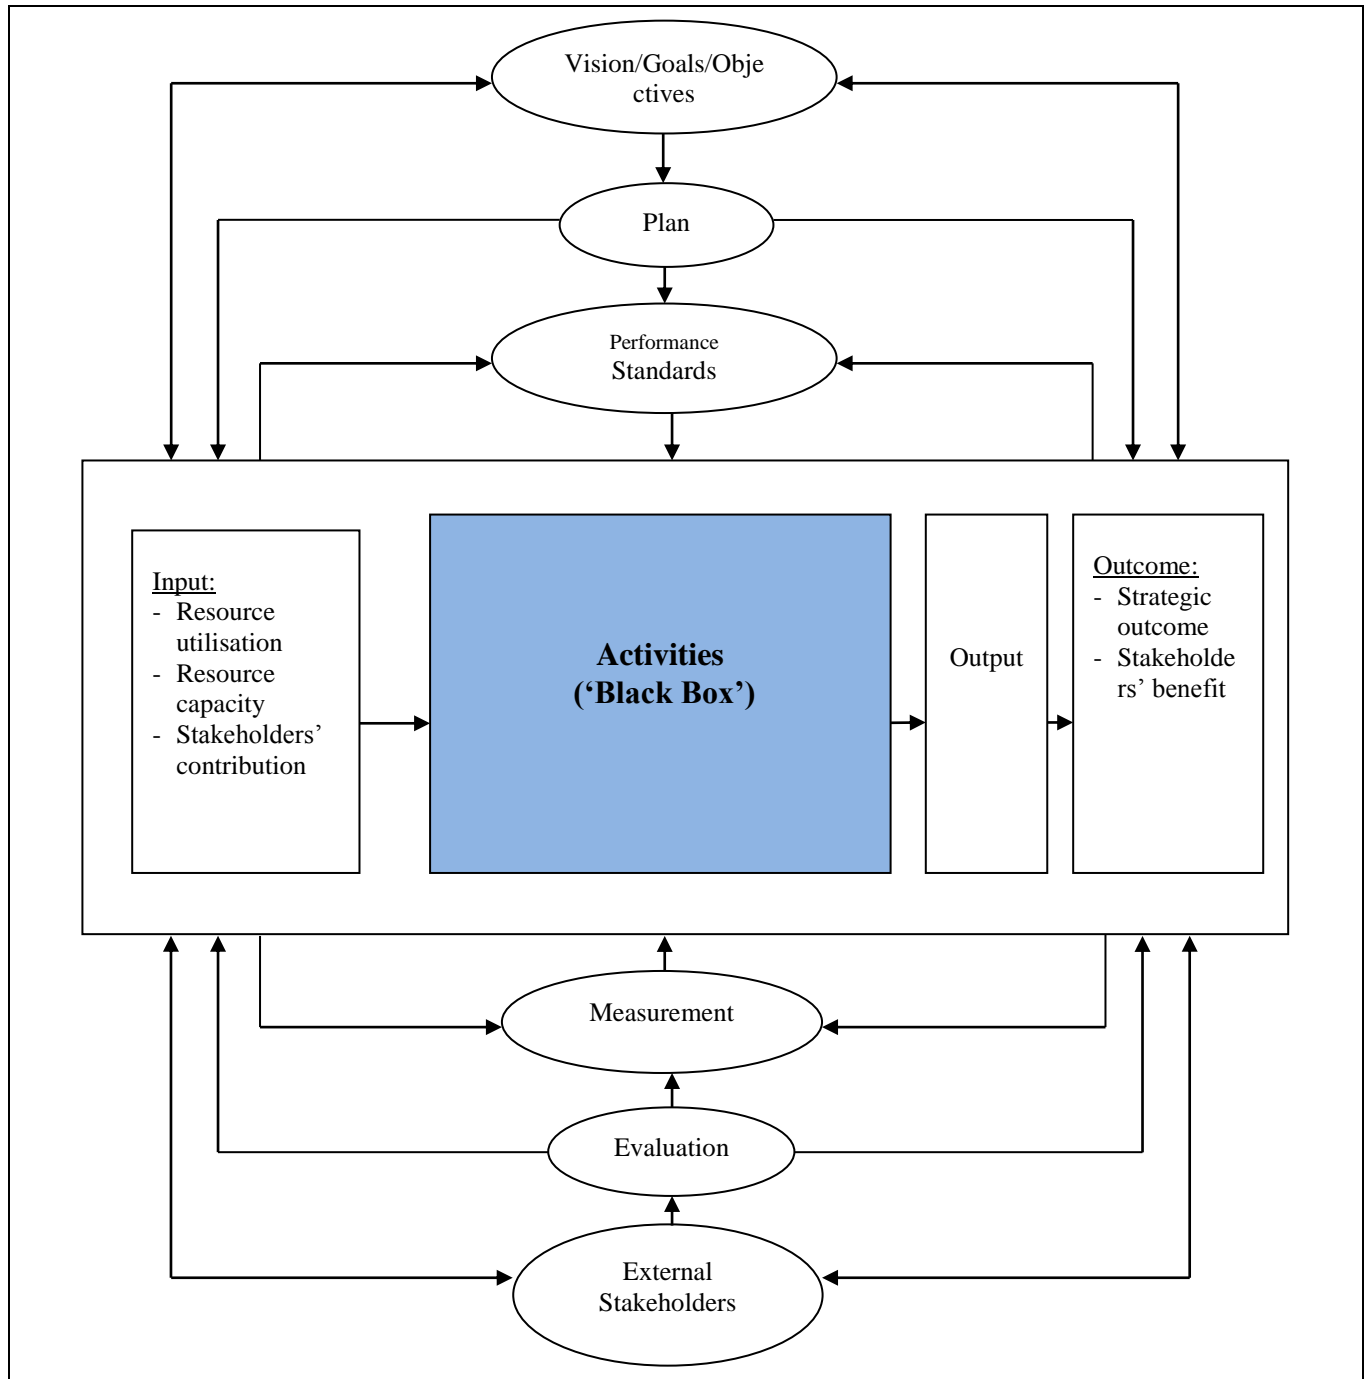 Vision/Goals/Obje
ctives
Plan
Performance
Standards
Input:
- Resource
utilisation
- Resource
capacity
- Stakeholders’
contribution
Activities
(‘Black Box’)
Output
Outcome:
- Strategic
outcome
- Stakeholde
rs’ benefit
Measurement
Evaluation
External
Stakeholders